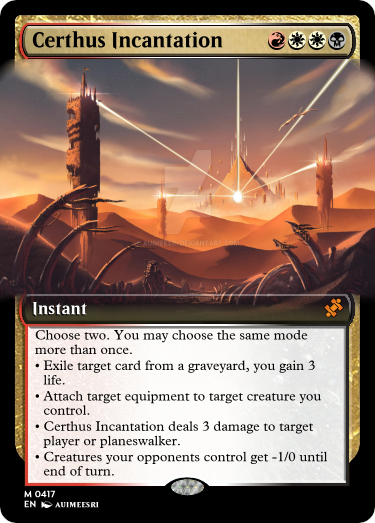 Certhus Incantation
Instant
Choose two. You may choose the same mode
more than once.
• Exile target card from a graveyard, you gain 3
life.
• Attach target equipment to target creature you
control.
• Certhus Incantation deals 3 damage to target
player or planeswalker.
• Creatures your opponents control get -1/0 until
end of turn.
M 0417
EN AUIMEESRI